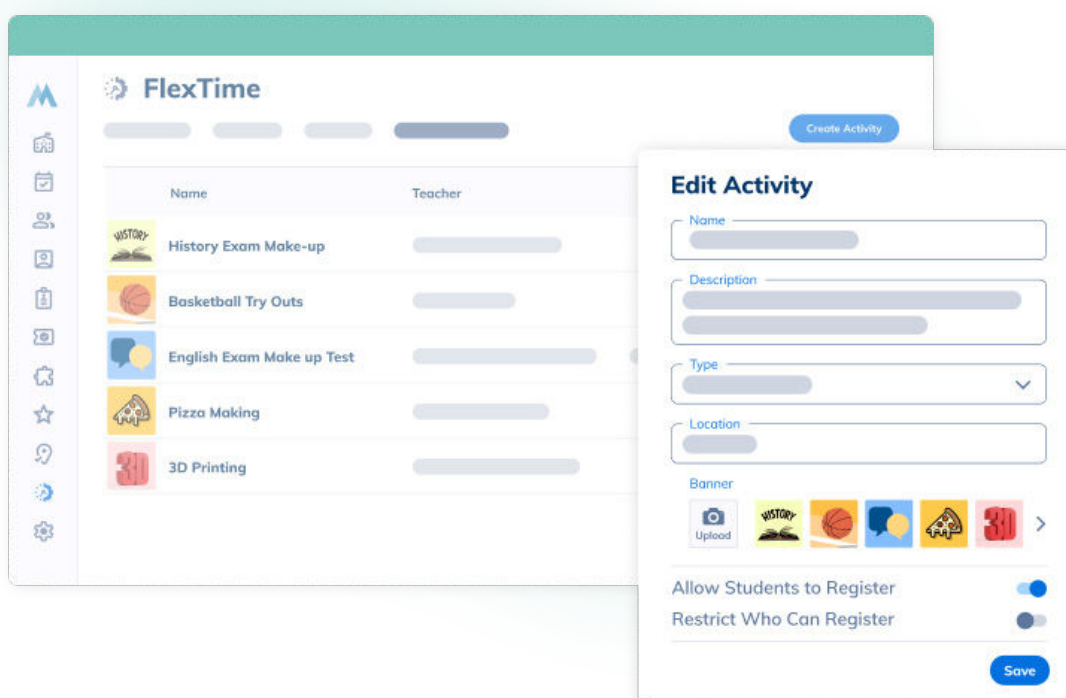 FlexTime
Create Activity
Name
Teacher
HISTORY
History Exam Make-up
Basketball Try Outs
English Exam Make up Test
Pizza Making
3D
3D Printing
Edit Activity
Name
Description
Type
Location
Banner
Upload
HISTORY
3D
Allow Students to Register
Restrict Who Can Register
Save